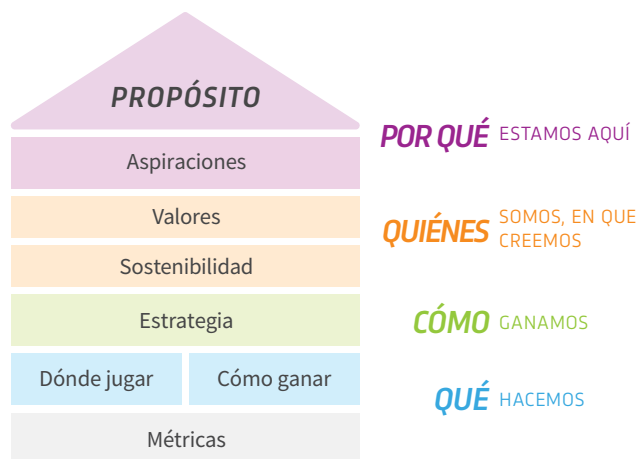 PROPÓSITO
POR QUÉ ESTAMOS AQUÍ
Aspiraciones
Valores
QUIÉNES SOMOS, EN QUE
CREEMOS
Sostenibilidad
Estrategia
CÓMO GANAMOS
Dónde jugar
Cómo ganar
QUÉ HACEMOS
Métricas